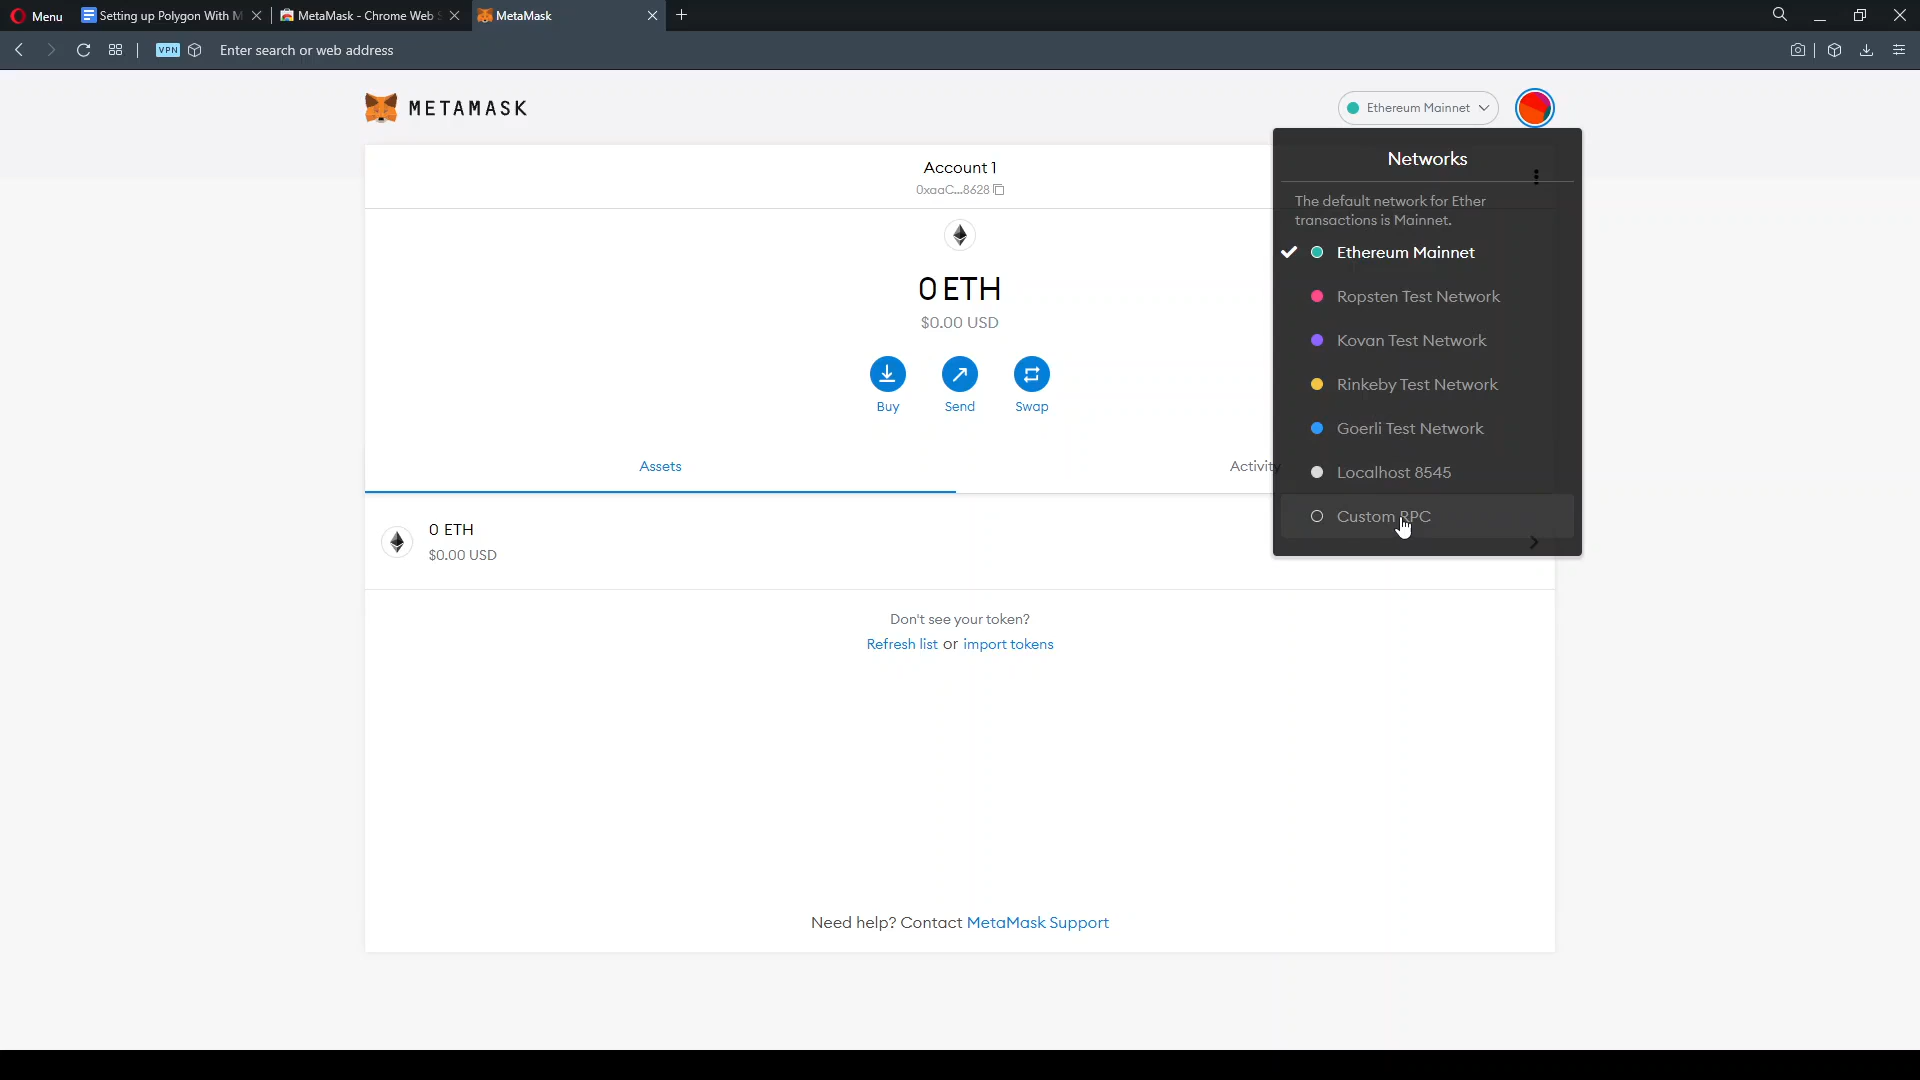 Menu
Setting up Polygon With M
MetaMask - Chrome Web S
MetaMask
VPN
Enter search or web address
METAMASK
Ethereum Mainnet
Account 1
0xaaC...8628
0 ETH
$0.00 USD
Buy
Send
Swap
Assets
Activity
0 ETH
$0.00 USD
Don't see your token?
Refresh list or import tokens
Need help? Contact MetaMask Support
Networks
The default network for Ether
transactions is Mainnet.
Ethereum Mainnet
Ropsten Test Network
Kovan Test Network
Rinkeby Test Network
Goerli Test Network
Localhost 8545
Custom RPC